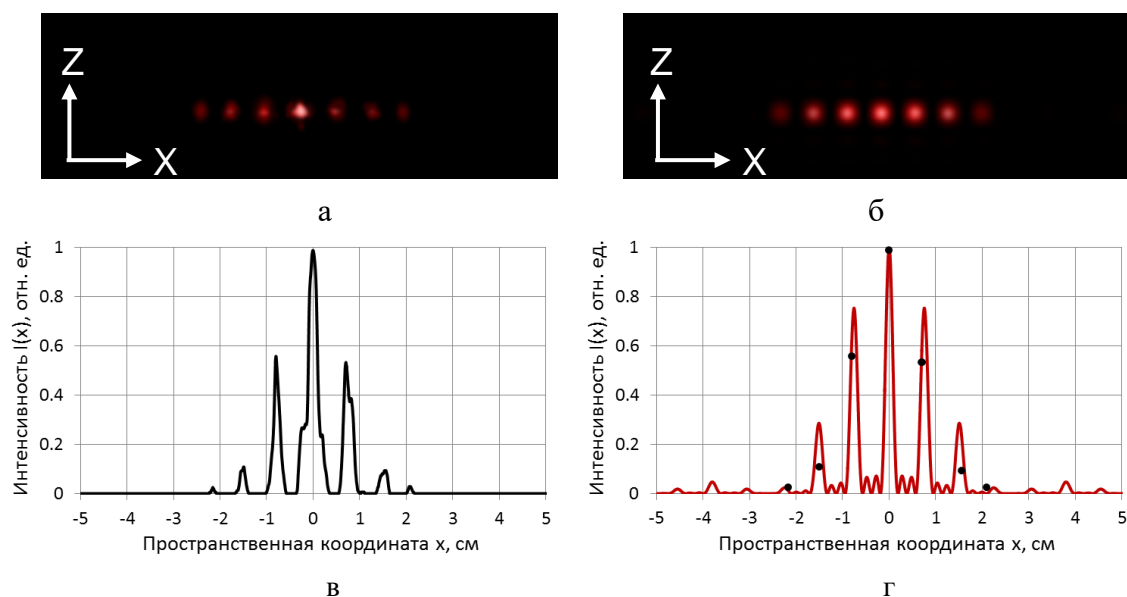 Z
X
Z
X
а
б
Интенсивность I(x), отн. ед.
1
0.8
0.6
0.4
0.2
0
-5 -4 -3 -2 -1 0 1 2 3 4 5
Пространственная координата x, см
в
Интенсивность I(x), отн. ед.
1
0.8
0.6
0.4
0.2
0
-5 -4 -3 -2 -1 0 1 2 3 4 5
Пространственная координата x, см
г